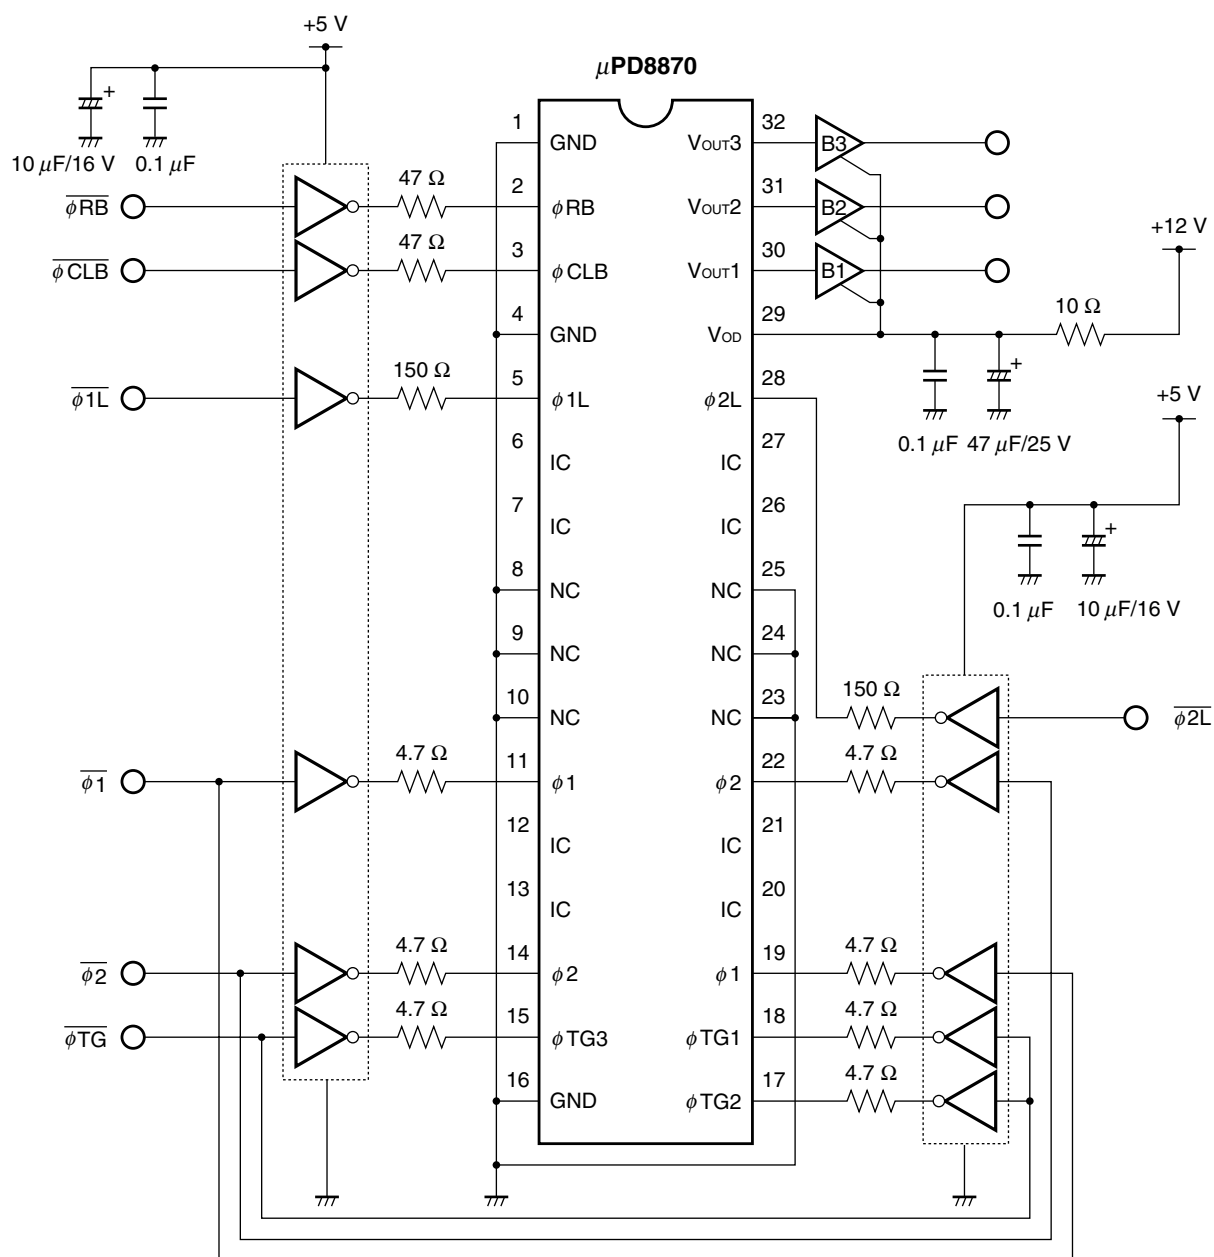 +5 V
μPD8870
10 μF/16 V 0.1 μF
1 GND VOUT3 32 B3
φRB 47 Ω 2 φRB VOUT2 31 B2
φCLB 47 Ω 3 φCLB VOUT1 30 B1
+12 V
4 GND VOD 29 10 Ω
φ1L 150 Ω 5 φ1L φ2L 28
0.1 μF 47 μF/25 V
+5 V
6 IC IC 27
7 IC IC 26
+
+
+
0.1 μF 10 μF/16 V
8 NC NC 25
9 NC NC 24
10 NC NC 23 150 Ω φ2L
φ1 4.7 Ω 11 φ1 φ2 22 4.7 Ω
12 IC IC 21
13 IC IC 20
φ2 4.7 Ω 14 φ2 φ1 19 4.7 Ω
φTG 4.7 Ω 15 φTG3 φTG1 18 4.7 Ω
16 GND φTG2 17 4.7 Ω